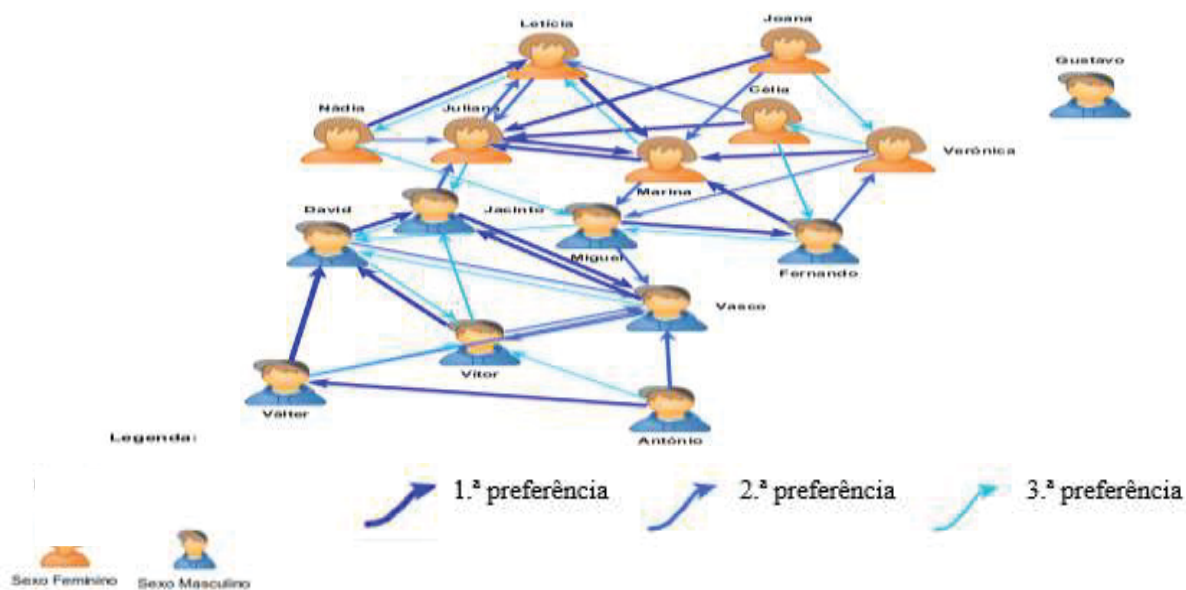 Letícia
Joana
Gustavo
Célia
Nádia
Juliana
Verónica
Marina
David
Jacinto
Miguel
Fernando
Vasco
Vítor
Válter
António
Legenda:
1.ª preferência
2.ª preferência
3.ª preferência
Sexo Feminino
Sexo Masculino